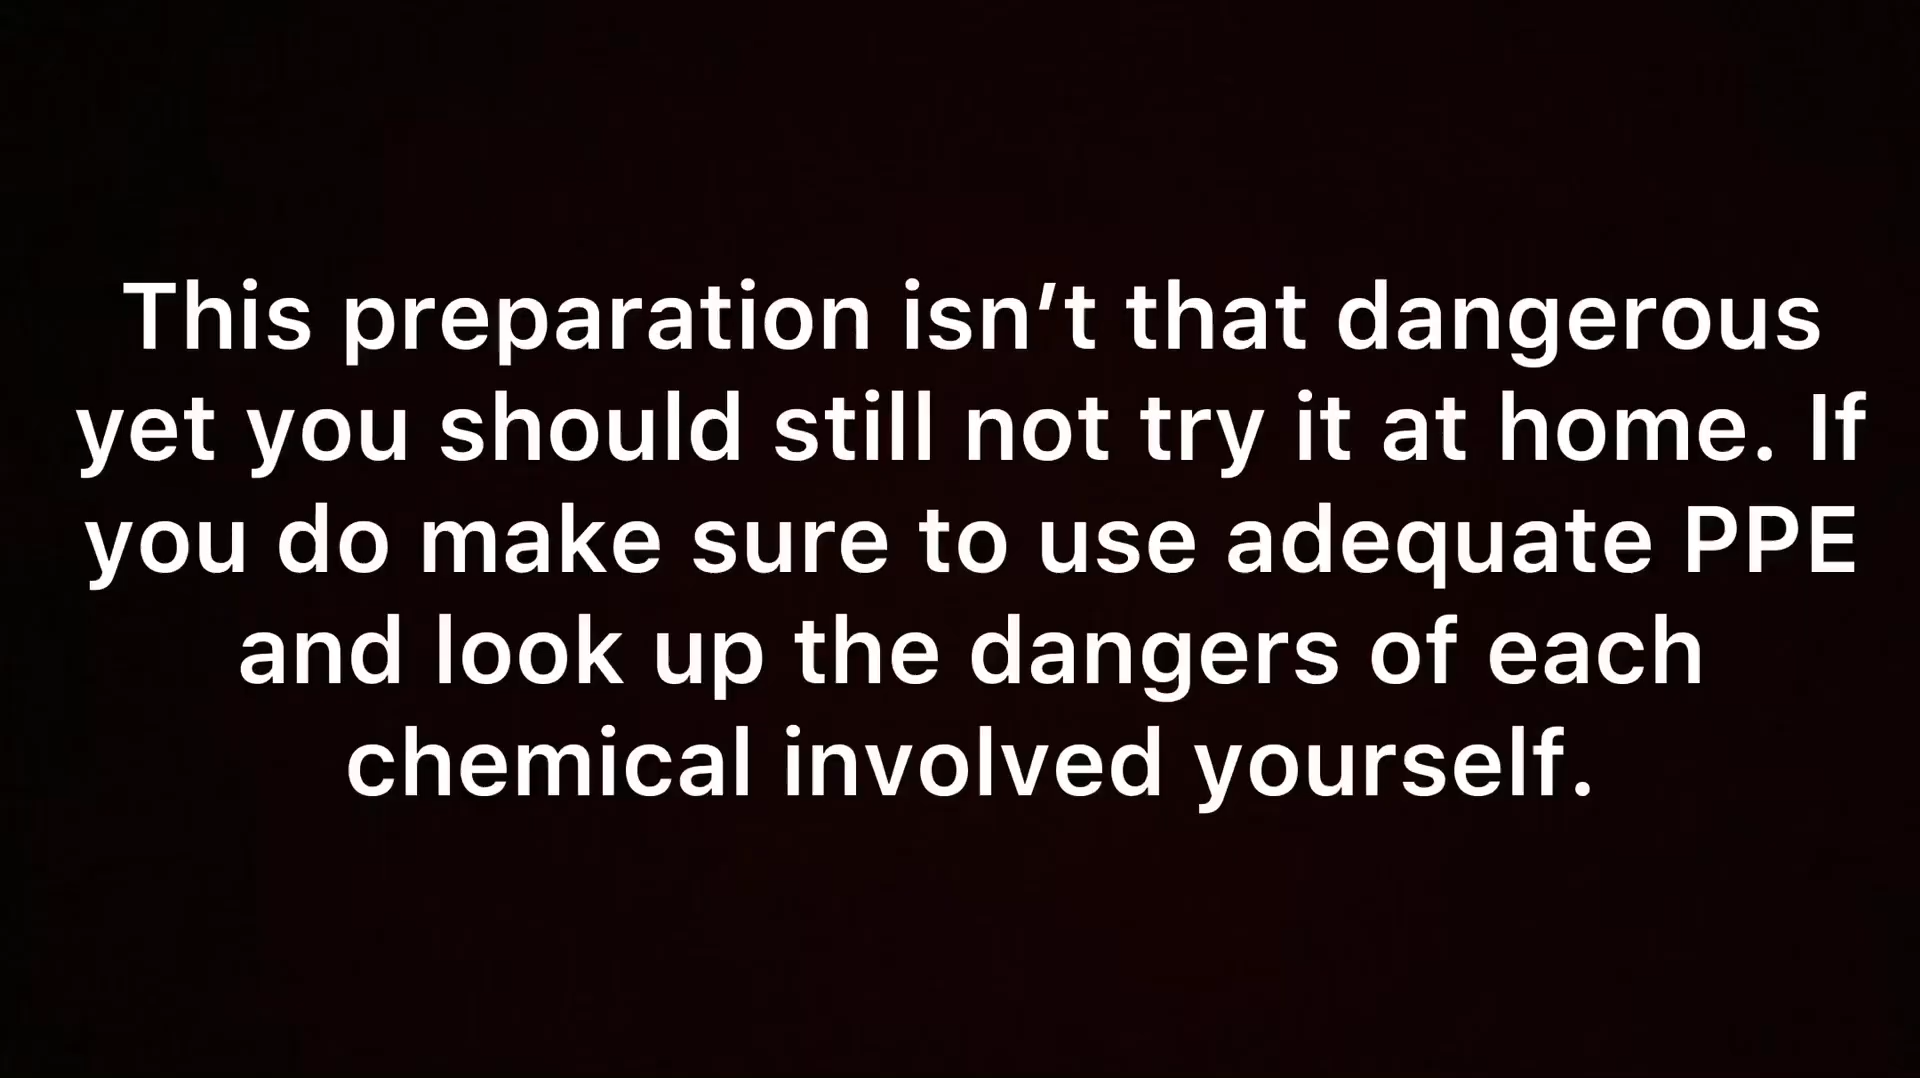 This preparation isn’t that dangerous
yet you should still not try it at home. If
you do make sure to use adequate PPE
and look up the dangers of each
chemical involved yourself.